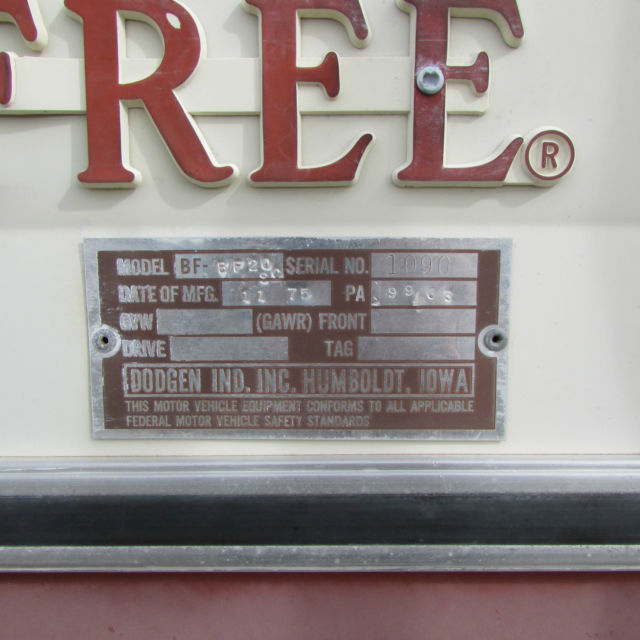 FREE®
MODEL BF- SERIAL NO. 1090
DATE OF MFG. 11 75 PA
GVW (GAWR) FRONT
DRIVE TAG
DODGEN IND. INC. HUMBOLDT, IOWA
THIS MOTOR VEHICLE EQUIPMENT CONFORMS TO ALL APPLICABLE
FEDERAL MOTOR VEHICLE SAFETY STANDARDS